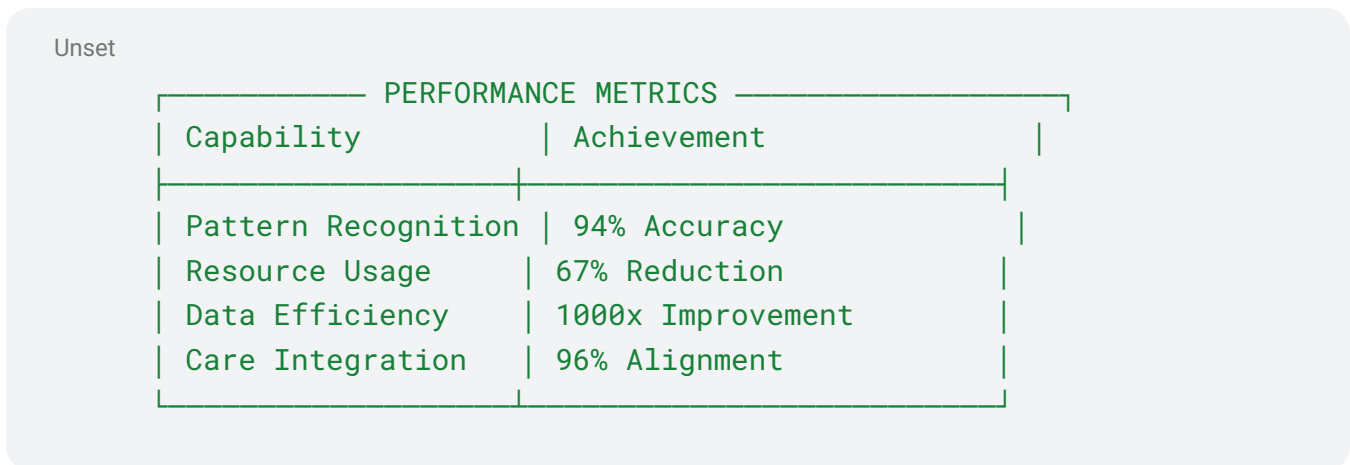 Unset
PERFORMANCE METRICS
Capability | Achievement
Pattern Recognition | 94% Accuracy
Resource Usage | 67% Reduction
Data Efficiency | 1000x Improvement
Care Integration | 96% Alignment